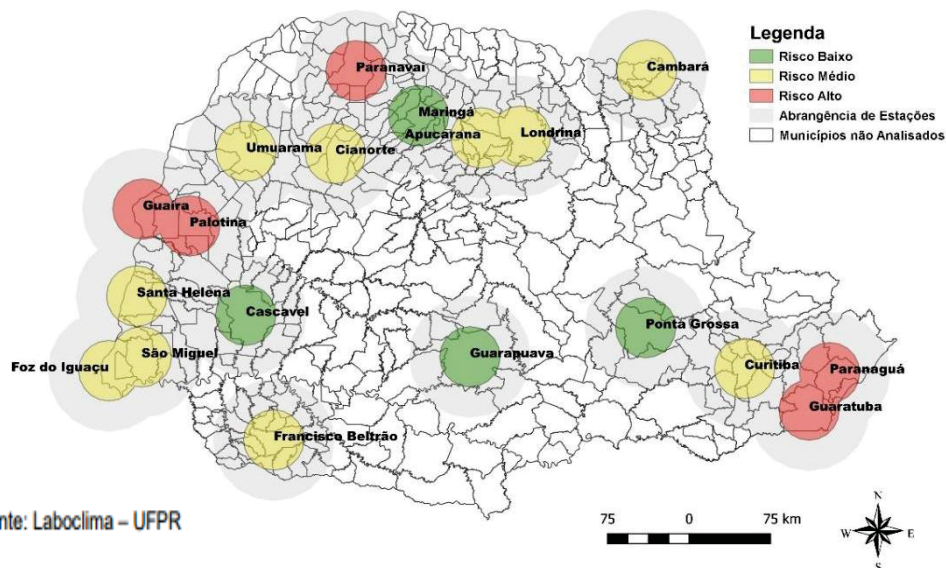 Legenda
Risco Baixo
Risco Médio
Risco Alto
Abrangência de Estações
Municípios não Analisados
Paranavai
Cambará
Maringá
Apucarana
Londrina
Umuarama
Cianorte
Guaíra
Palotina
Santa Helena
Cascavel
Ponta Grossa
São Miguel
Guarapuava
Foz do Iguaçu
Curitiba
Paranaguá
Guaratuba
Francisco Beltrão
nte: Laboclima – UFPR
75 0 75 km
N
W E
S